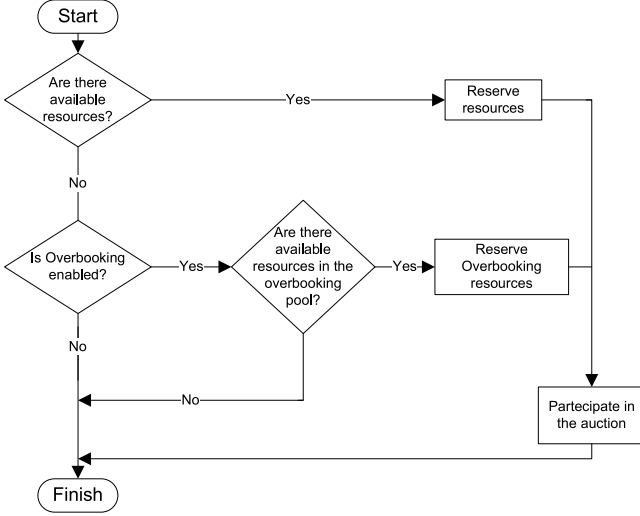 Start
Are there
available
resources?
Yes
Reserve
resources
No
Is Overbooking
enabled?
Yes
Are there
available
resources in the
overbooking
pool?
Yes
Reserve
Overbooking
resources
No
No
Partecipate in
the auction
Finish